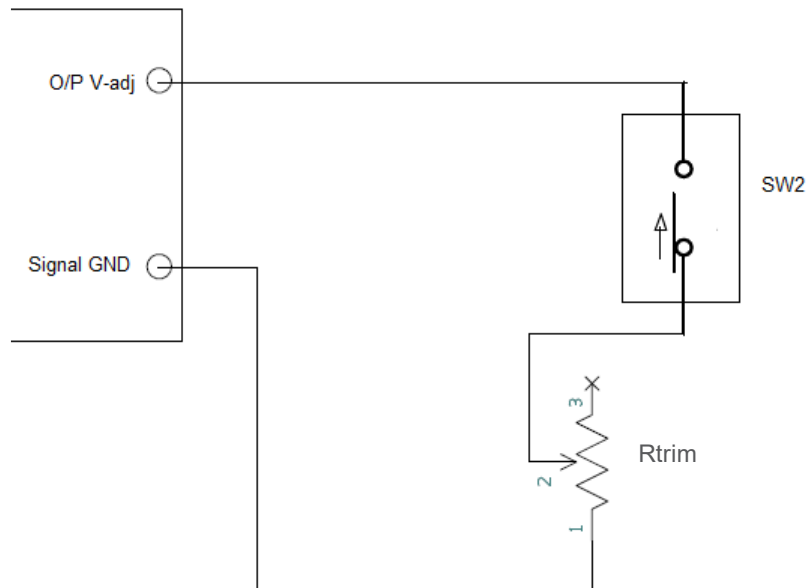 O/P V-adj
SW2
Signal GND
3
Rtrim
2
1